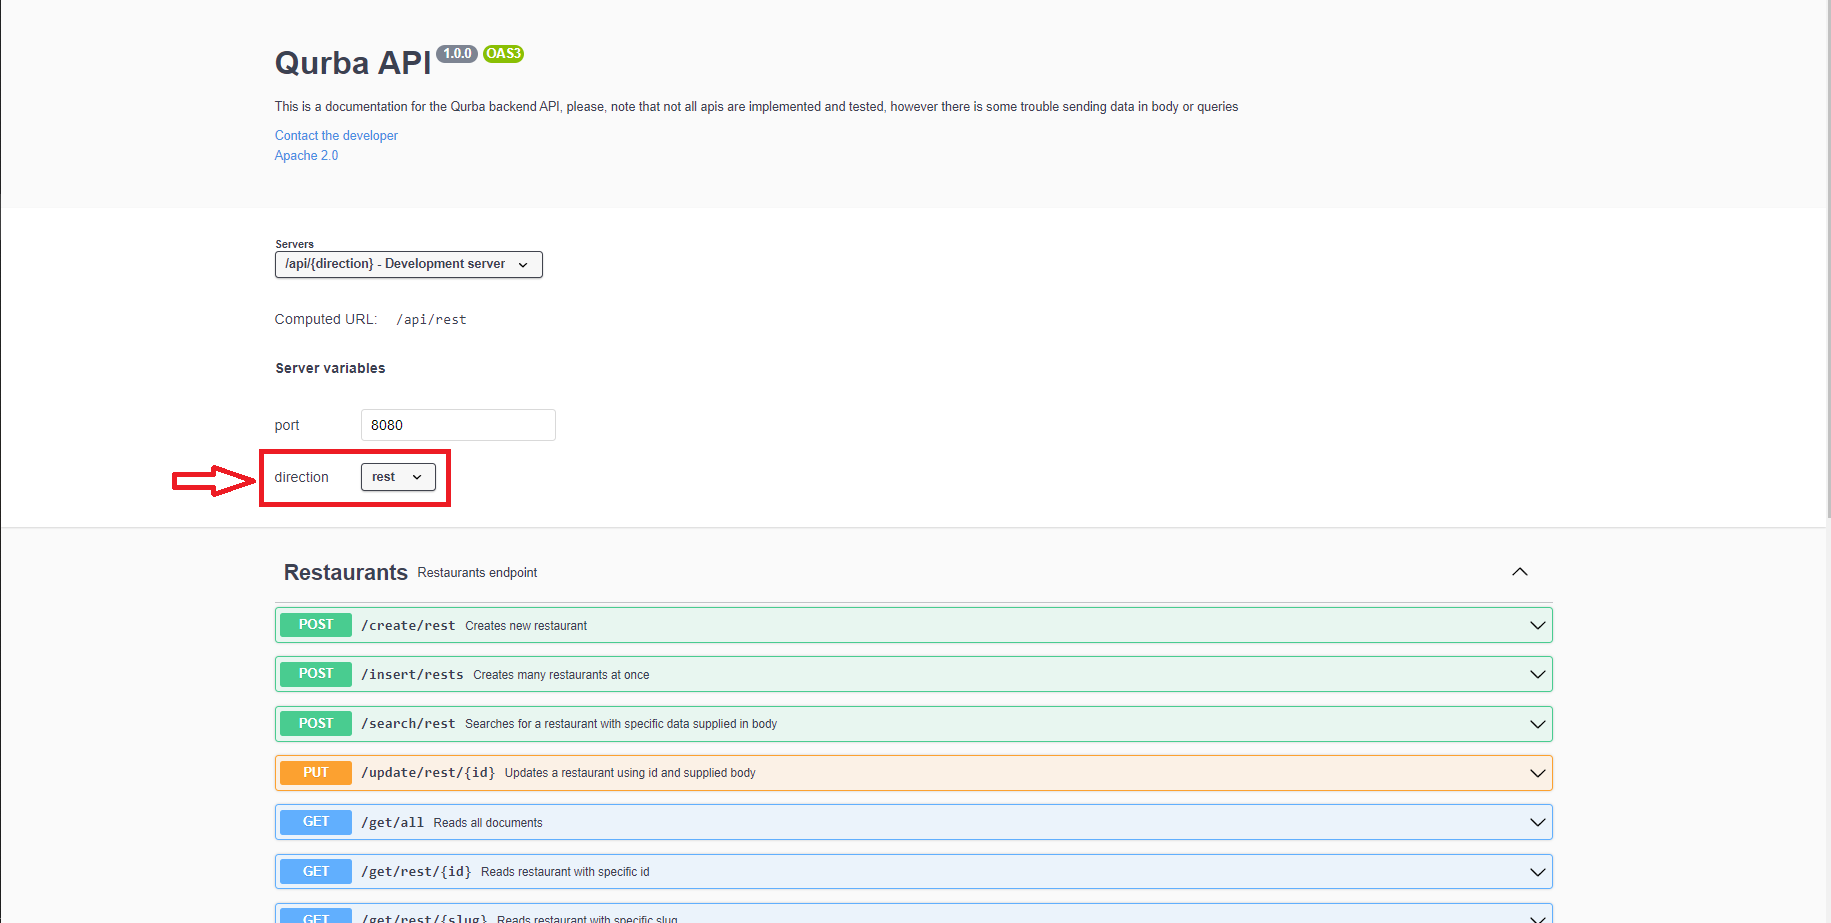 Qurba API 1.0.0 OAS3
This is a documentation for the Qurba backend API, please, note that not all apis are implemented and tested, however there is some trouble sending data in body or queries
Contact the developer
Apache 2.0
Servers
/api/{direction} - Development server
Computed URL: /api/rest
Server variables
port 8080
direction rest
Restaurants Restaurants endpoint
POST /create/rest Creates new restaurant
POST /insert/rests Creates many restaurants at once
POST /search/rest Searches for a restaurant with specific data supplied in body
PUT /update/rest/{id} Updates a restaurant using id and supplied body
GET /get/all Reads all documents
GET /get/rest/{id} Reads restaurant with specific id
GET /get/rest/{slug} Reads restaurant with specific slug